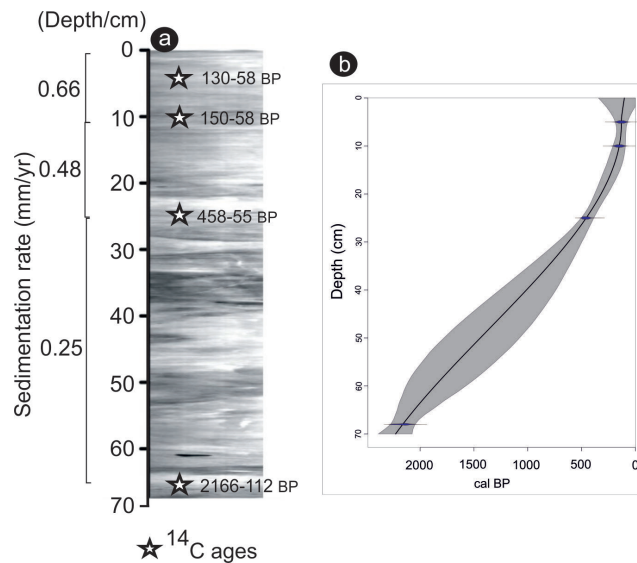 (Depth/cm)
a
0
10
20
30
40
50
60
70
Sedimentation rate (mm/yr)
0.66
0.48
0.25
130-58 BP
150-58 BP
458-55 BP
2166-112 BP
14C ages
b
Depth (cm)
0
10
20
30
40
50
60
70
2000
1500
1000
500
0
cal BP